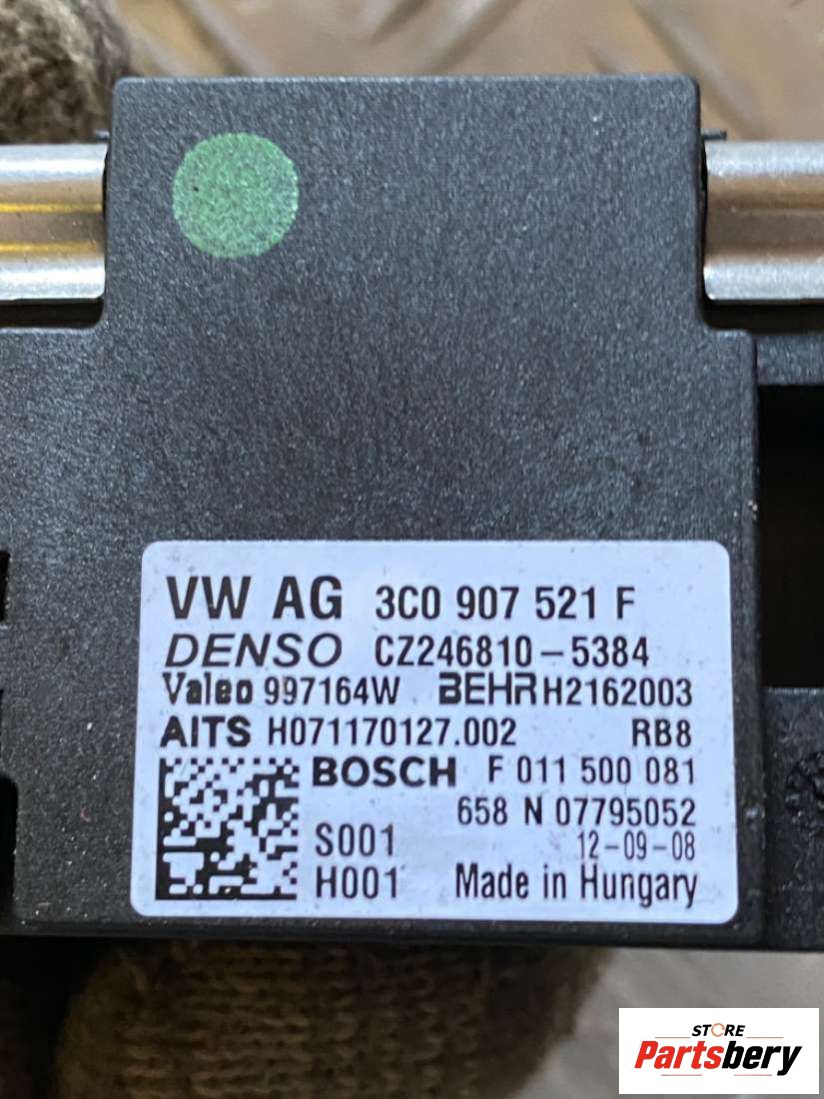 VW AG 3C0 907 521 F
DENSO CZ246810-5384
Valeo 997164W BEHR H2162003
AITS H071170127.002 RB8
BOSCH F 011 500 081
658 N 07795052
S001 12-09-08
H001 Made in Hungary
STORE
Partsbery